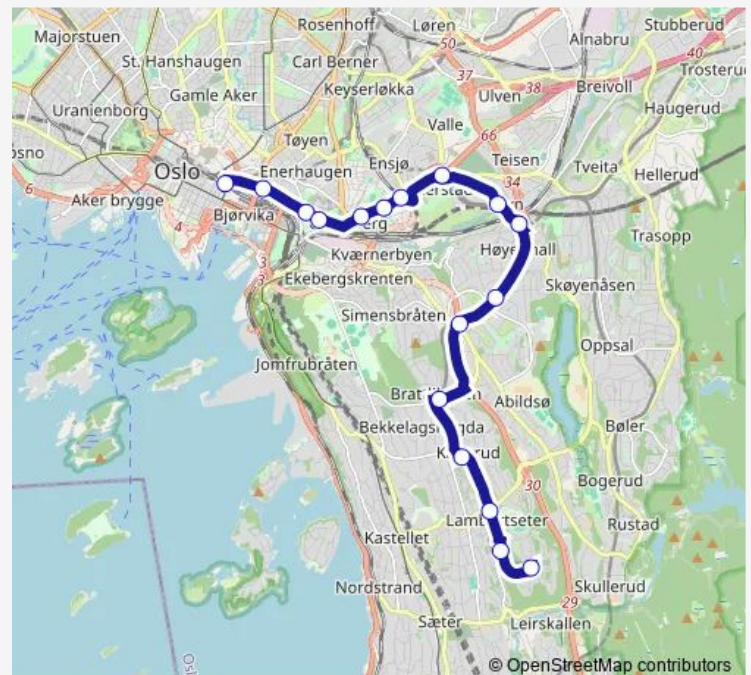 Rosenhoff
Løren
Stubberud
Majorstuen
50
Alnabru
40
St. Hanshaugen
Carl Berner
37
38
Trosterud
Gamle Aker
Keyserløkka
Ulven
Breivoll
Uranienborg
Valle
Haugerud
Tøyen
66
Oslo
Enerhaugen
Ensjø
Teisen
Tveita
Hellerud
6
Aker brygge
34
Bjørvika
4
Trasopp
Kværnerbyen
3
3
Ekebergskrenten
Skøyenåsen
Simensbråten
Oppsal
Jomfrubråten
Abildsø
Bøler
Bogerud
30
Rustad
Kastellet
Nordstrand
Skullerud
29
Sæter
Leirskallen
© OpenStreetMap contributors